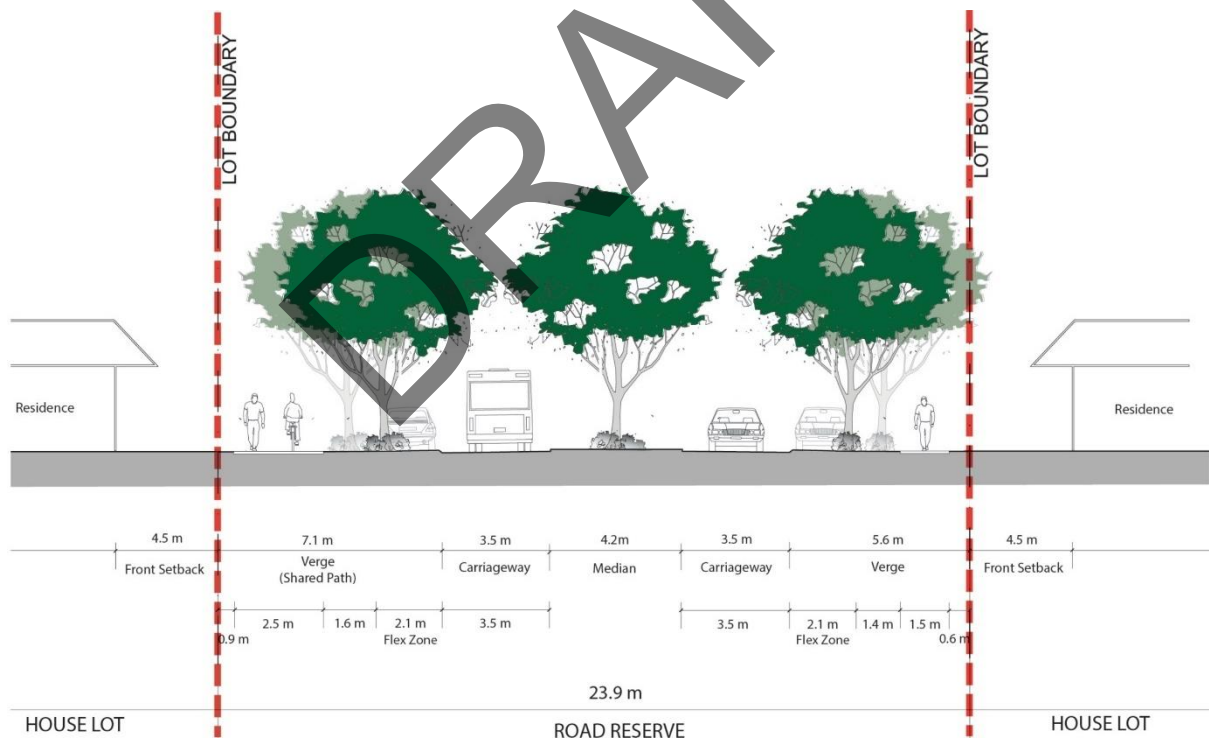 DRAF
LOT BOUNDARY
LOT BOUNDARY
Residence
Residence
4.5 m
7.1 m
3.5 m
4.2m
3.5 m
5.6 m
4.5 m
Front Setback
Verge
(Shared Path)
Carriageway
Median
Carriageway
Verge
Front Setback
0.9 m
2.5 m
1.6 m
2.1 m
Flex Zone
3.5 m
3.5 m
2.1 m
Flex Zone
1.4 m
1.5 m
0.6 m
23.9 m
HOUSE LOT
ROAD RESERVE
HOUSE LOT